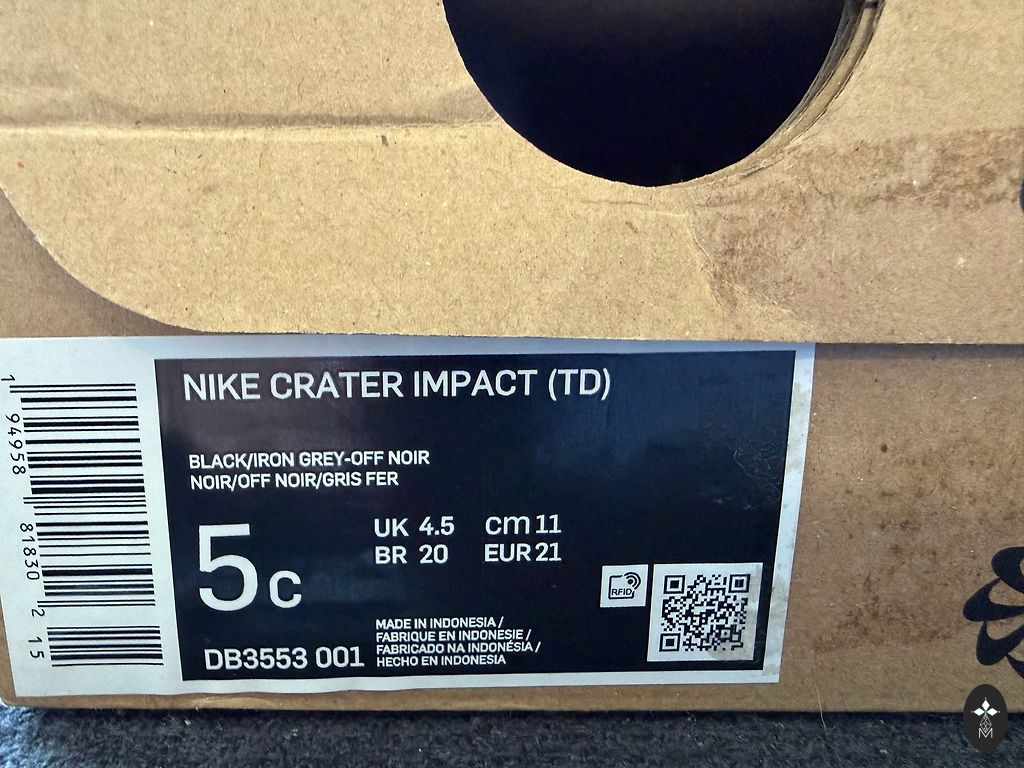 NIKE CRATER IMPACT (TD)
BLACK/IRON GREY-OFF NOIR
NOIR/OFF NOIR/GRIS FER
5C
UK 4.5 cm 11
BR 20 EUR 21
RFID
MADE IN INDONESIA /
FABRIQUE EN INDONESIE /
FABRICADO NA INDONÉSIA /
HECHO EN INDONESIA
DB3553 001
1 94958 81830 2 15
M